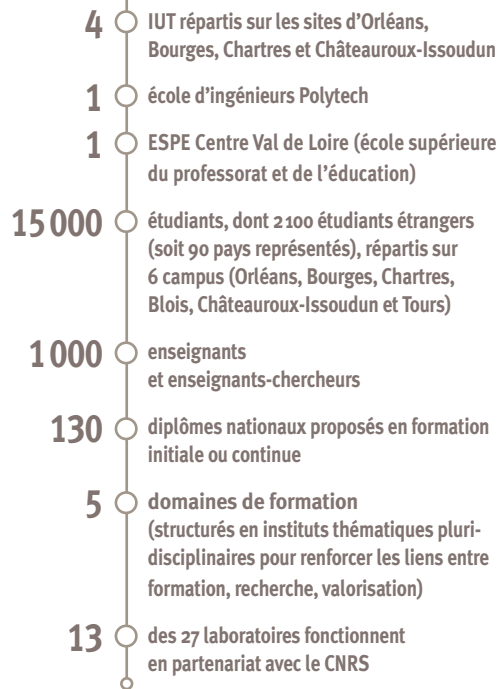 4 IUT répartis sur les sites d’Orléans,
Bourges, Chartres et Châteauroux-Issoudun
1 école d’ingénieurs Polytech
1 ESPE Centre Val de Loire (école supérieure
du professorat et de l’éducation)
15 000 étudiants, dont 2 100 étudiants étrangers
(soit 90 pays représentés), répartis sur
6 campus (Orléans, Bourges, Chartres,
Blois, Châteauroux-Issoudun et Tours)
1 000 enseignants
et enseignants-chercheurs
130 diplômes nationaux proposés en formation
initiale ou continue
5 domaines de formation
(structurés en instituts thématiques pluri-
disciplinaires pour renforcer les liens entre
formation, recherche, valorisation)
13 des 27 laboratoires fonctionnent
en partenariat avec le CNRS